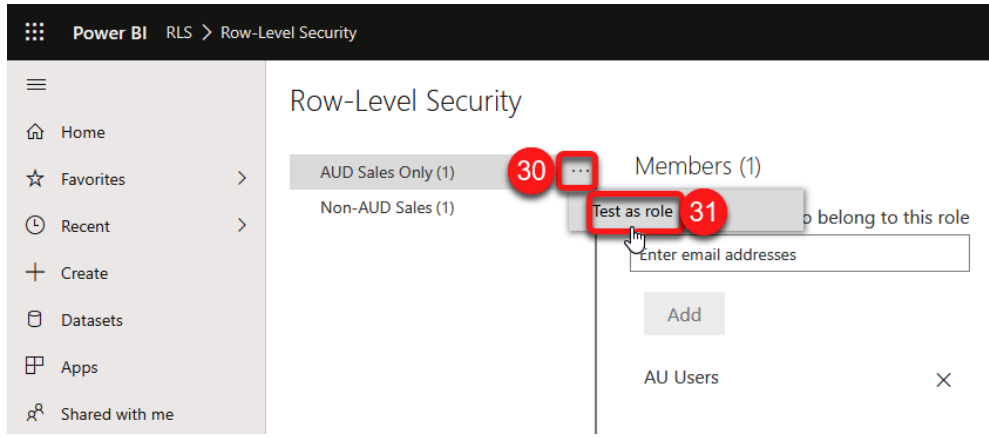 Power BI RLS > Row-Level Security
Row-Level Security
Home
Favorites
Recent
Create
Datasets
Apps
Shared with me
AUD Sales Only (1)
30
...
Non-AUD Sales (1)
Members (1)
Test as role
31
o belong to this role
Enter email addresses
Add
AU Users